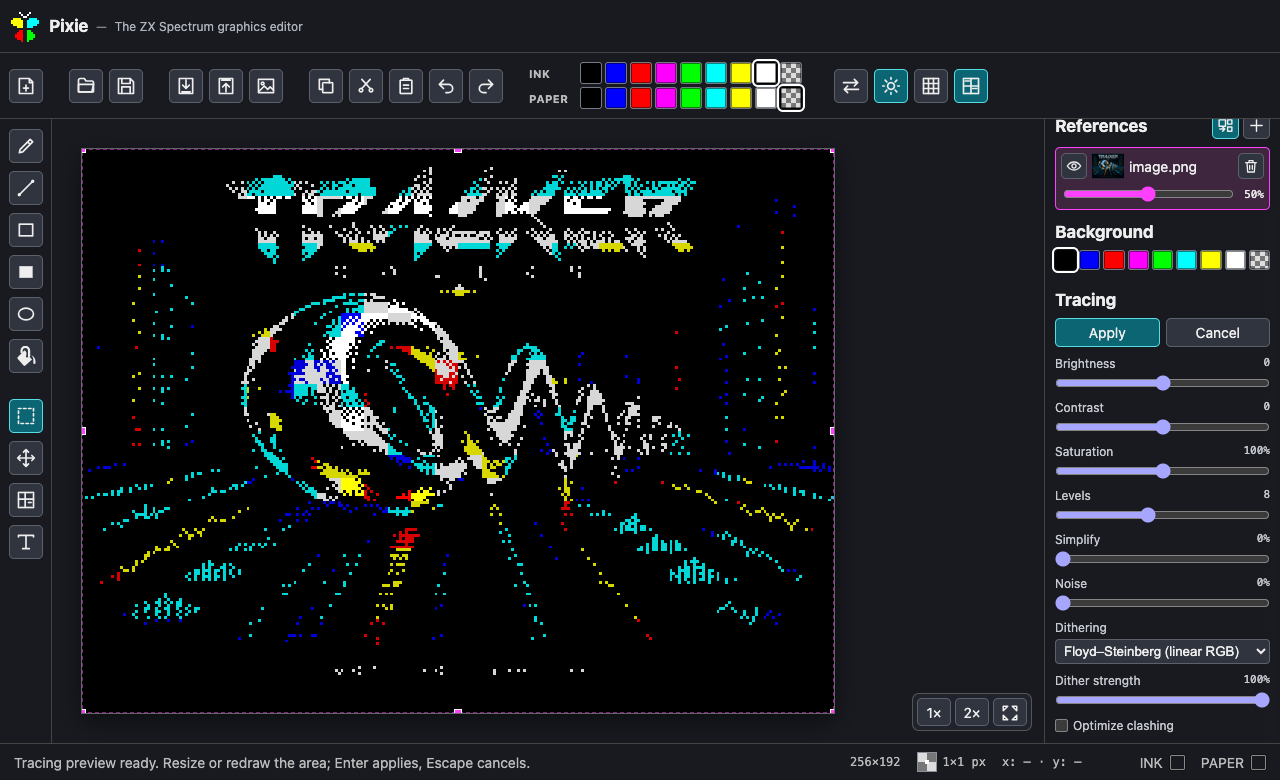 Pixie — The ZX Spectrum graphics editor
INK
PAPER
References
image.png
50%
Background
Tracing
Apply Cancel
Brightness 0
Contrast 0
Saturation 100%
Levels 8
Simplify 0%
Noise 0%
Dithering
Floyd–Steinberg (linear RGB)
Dither strength 100%
Optimize clashing
TRAKER
1× 2×
Tracing preview ready. Resize or redraw the area; Enter applies, Escape cancels. 256×192 1×1 px x: – · y: – INK PAPER